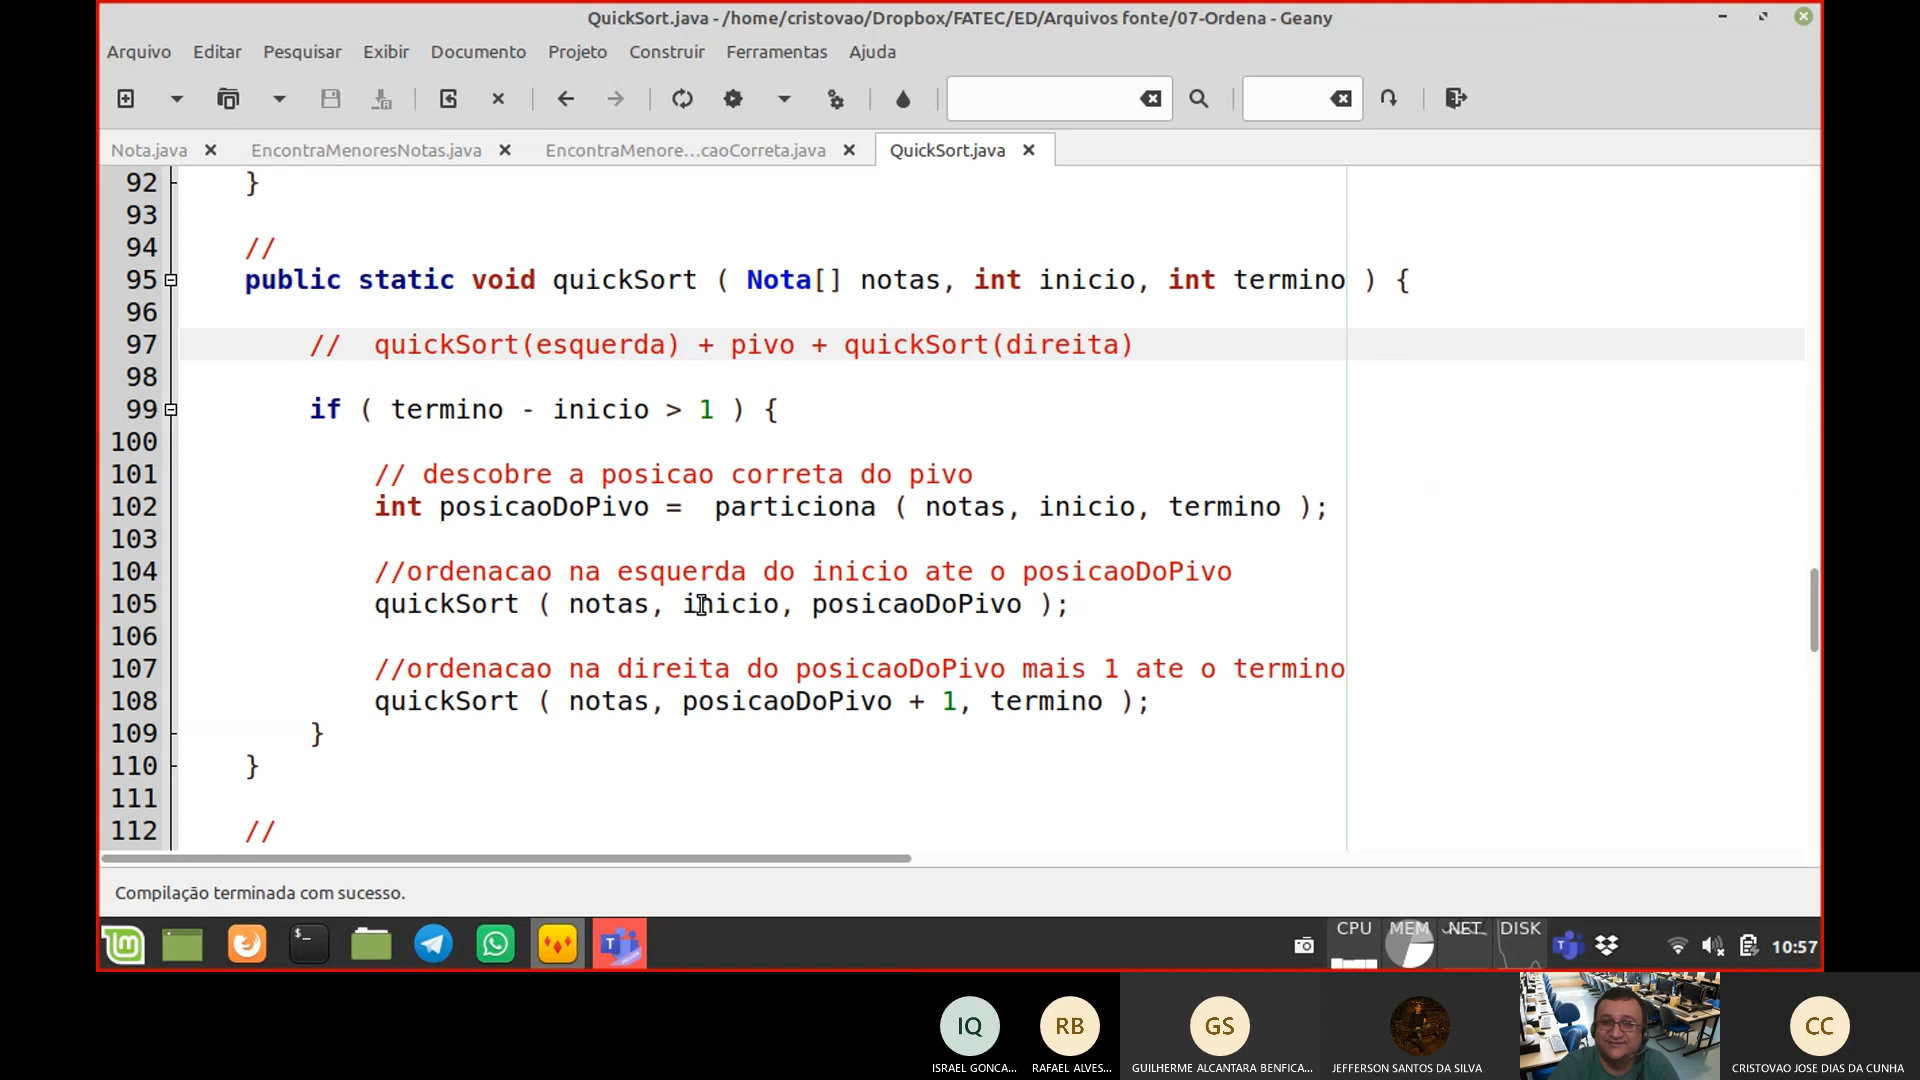 QuickSort.java - /home/cristovao/Dropbox/FATEC/ED/Arquivos fonte/07-Ordena - Geany
Arquivo Editar Pesquisar Exibir Documento Projeto Construir Ferramentas Ajuda
Nota.java EncontraMenoresNotas.java EncontraMenore...caoCorreta.java QuickSort.java
92 }
93
94 //
95 public static void quickSort ( Nota[] notas, int inicio, int termino ) {
96
97 // quickSort(esquerda) + pivo + quickSort(direita)
98
99 if ( termino - inicio > 1 ) {
100
101 // descobre a posicao correta do pivo
102 int posicaoDoPivo = particiona ( notas, inicio, termino );
103
104 //ordenacao na esquerda do inicio ate o posicaoDoPivo
105 quickSort ( notas, inicio, posicaoDoPivo );
106
107 //ordenacao na direita do posicaoDoPivo mais 1 ate o termino
108 quickSort ( notas, posicaoDoPivo + 1, termino );
109 }
110 }
111
112 //
Compilação terminada com sucesso.
CPU MEM NET DISK
10:57
IQ RB GS CC
ISRAEL GONCA... RAFAEL ALVES... GUILHERME ALCANTARA BENFICA... JEFFERSON SANTOS DA SILVA CRISTOVAO JOSE DIAS DA CUNHA